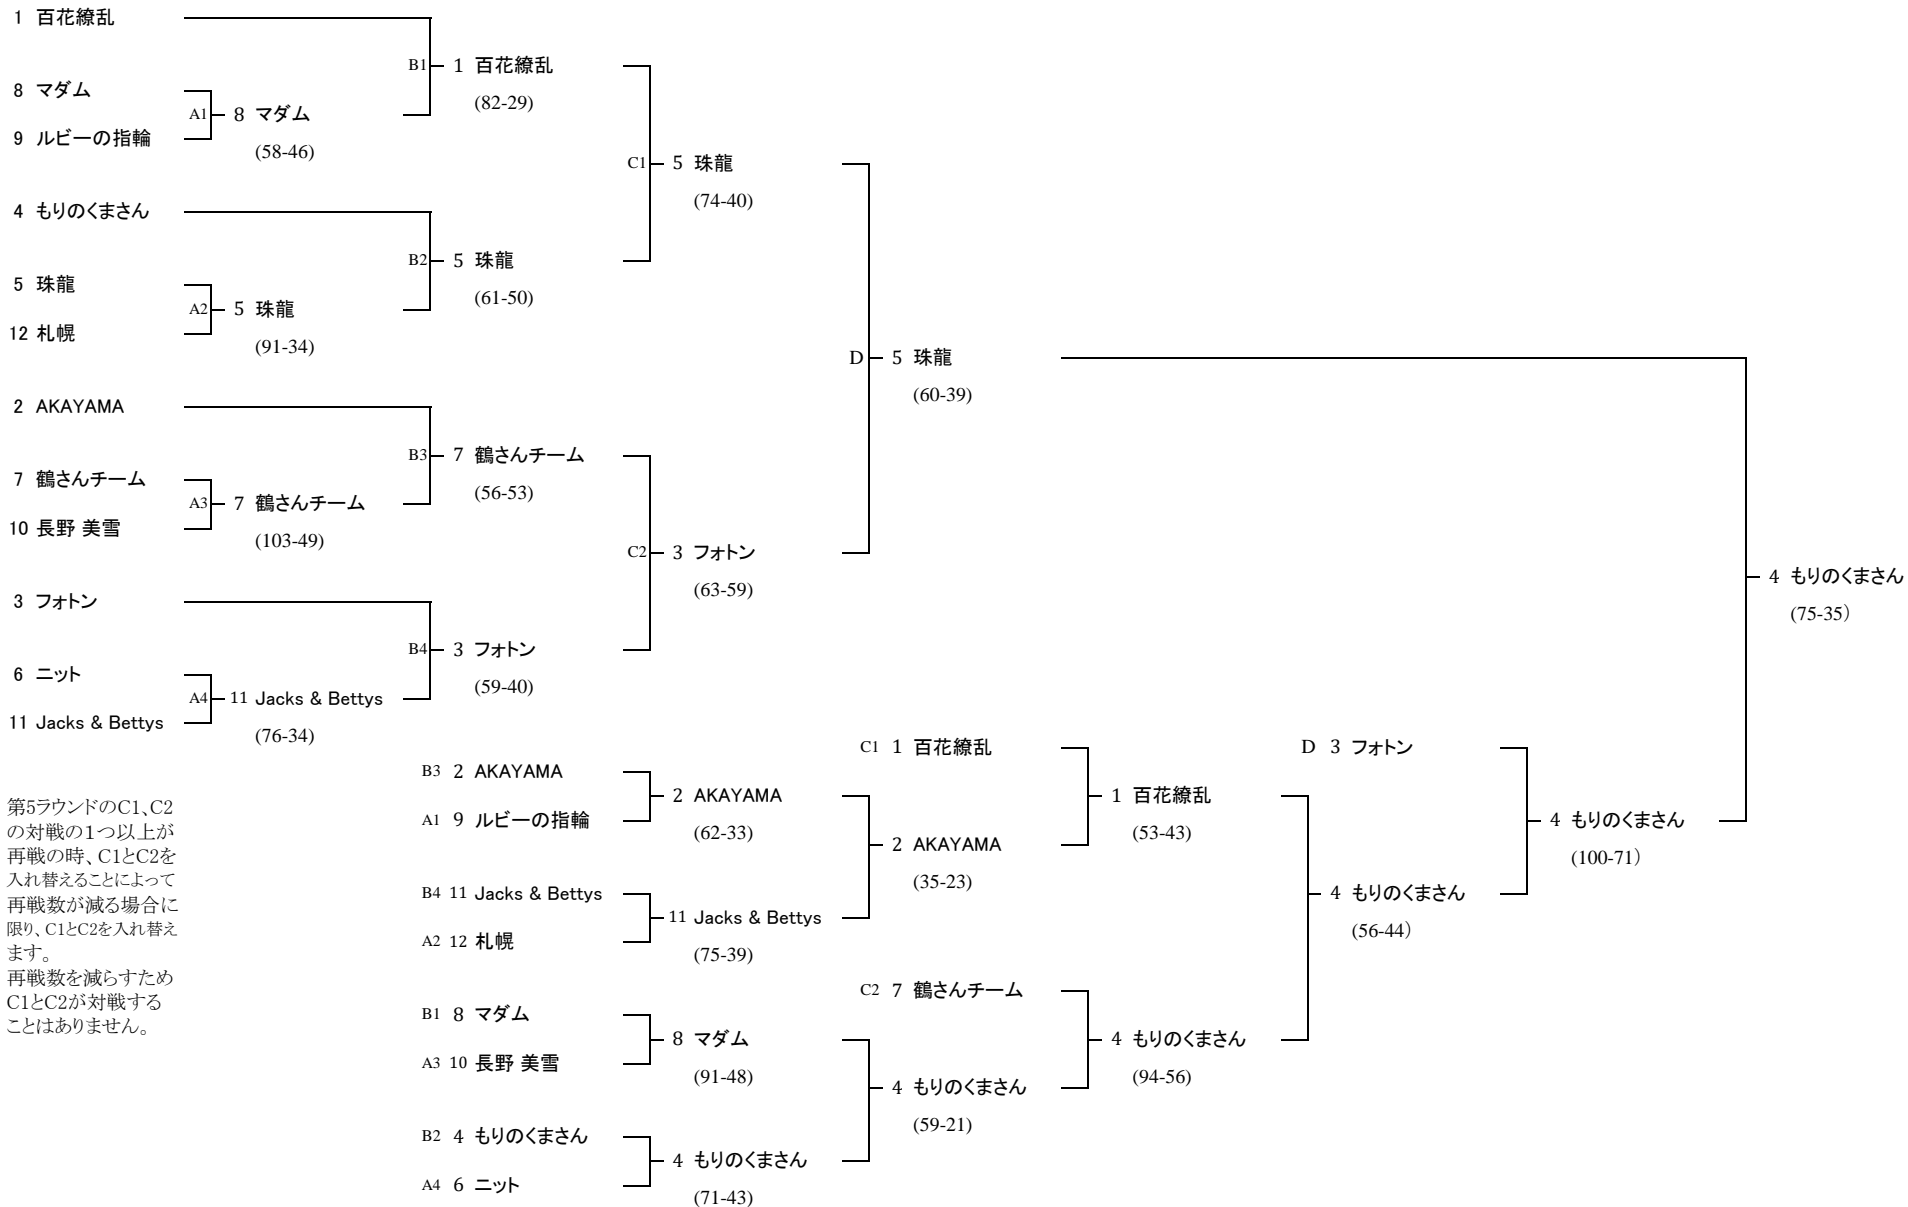 1 百花繚乱
8 マダム
9 ルビーの指輪
4 もりのくまさん
5 珠龍
12 札幌
2 AKAYAMA
7 鶴さんチーム
10 長野 美雪
3 フォトン
6 ニット
11 Jacks & Bettys
A1 8 マダム
(58-46)
A2 5 珠龍
(91-34)
A3 7 鶴さんチーム
(103-49)
A4 11 Jacks & Bettys
(76-34)
B1 1 百花繚乱
(82-29)
B2 5 珠龍
(61-50)
B3 7 鶴さんチーム
(56-53)
B4 3 フォトン
(59-40)
C1 5 珠龍
(74-40)
C2 3 フォトン
(63-59)
D 5 珠龍
(60-39)
4 もりのくまさん
(75-35)
第5ラウンドのC1、C2
の対戦の1つ以上が
再戦の時、C1とC2を
入れ替えることによって
再戦数が減る場合に
限り、C1とC2を入れ替え
ます。
再戦数を減らすため
C1とC2が対戦する
ことはありません。
B3 2 AKAYAMA
A1 9 ルビーの指輪
B4 11 Jacks & Bettys
A2 12 札幌
B1 8 マダム
A3 10 長野 美雪
B2 4 もりのくまさん
A4 6 ニット
2 AKAYAMA
(62-33)
11 Jacks & Bettys
(75-39)
8 マダム
(91-48)
4 もりのくまさん
(71-43)
C1 1 百花繚乱
2 AKAYAMA
(35-23)
C2 7 鶴さんチーム
4 もりのくまさん
(59-21)
1 百花繚乱
(53-43)
4 もりのくまさん
(94-56)
D 3 フォトン
4 もりのくまさん
(56-44)
4 もりのくまさん
(100-71)